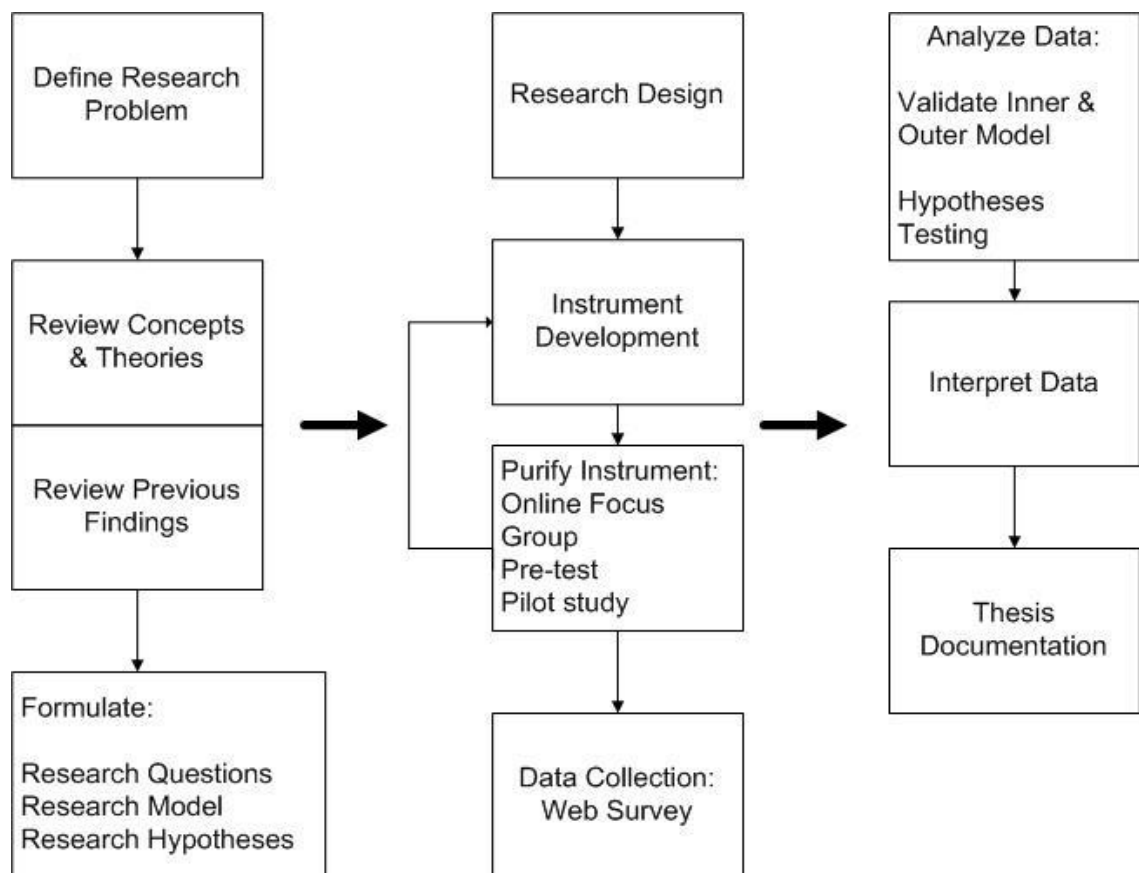 Define Research
Problem
Review Concepts
& Theories
Review Previous
Findings
Formulate:
Research Questions
Research Model
Research Hypotheses
Research Design
Instrument
Development
Purify Instrument:
Online Focus
Group
Pre-test
Pilot study
Data Collection:
Web Survey
Analyze Data:
Validate Inner &
Outer Model
Hypotheses
Testing
Interpret Data
Thesis
Documentation